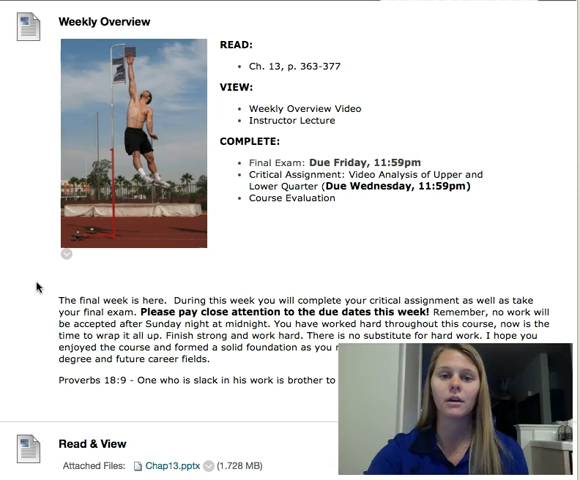 Weekly Overview
READ:
Ch. 13, p. 363-377
VIEW:
Weekly Overview Video
Instructor Lecture
COMPLETE:
Final Exam: Due Friday, 11:59pm
Critical Assignment: Video Analysis of Upper and
Lower Quarter (Due Wednesday, 11:59pm)
Course Evaluation
The final week is here. During this week you will complete your critical assignment as well as take
your final exam. Please pay close attention to the due dates this week! Remember, no work will
be accepted after Sunday night at midnight. You have worked hard throughout this course, now is the
time to wrap it all up. Finish strong and work hard. There is no substitute for hard work. I hope you
enjoyed the course and formed a solid foundation as you
degree and future career fields.
Proverbs 18:9 - One who is slack in his work is brother to
Read & View
Attached Files: Chap13.pptx (1.728 MB)